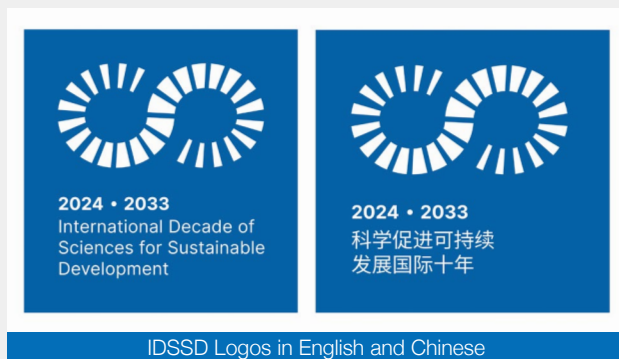 2024 • 2033
International Decade of
Sciences for Sustainable
Development
2024 • 2033
科学促进可持续
发展国际十年
IDSSD Logos in English and Chinese